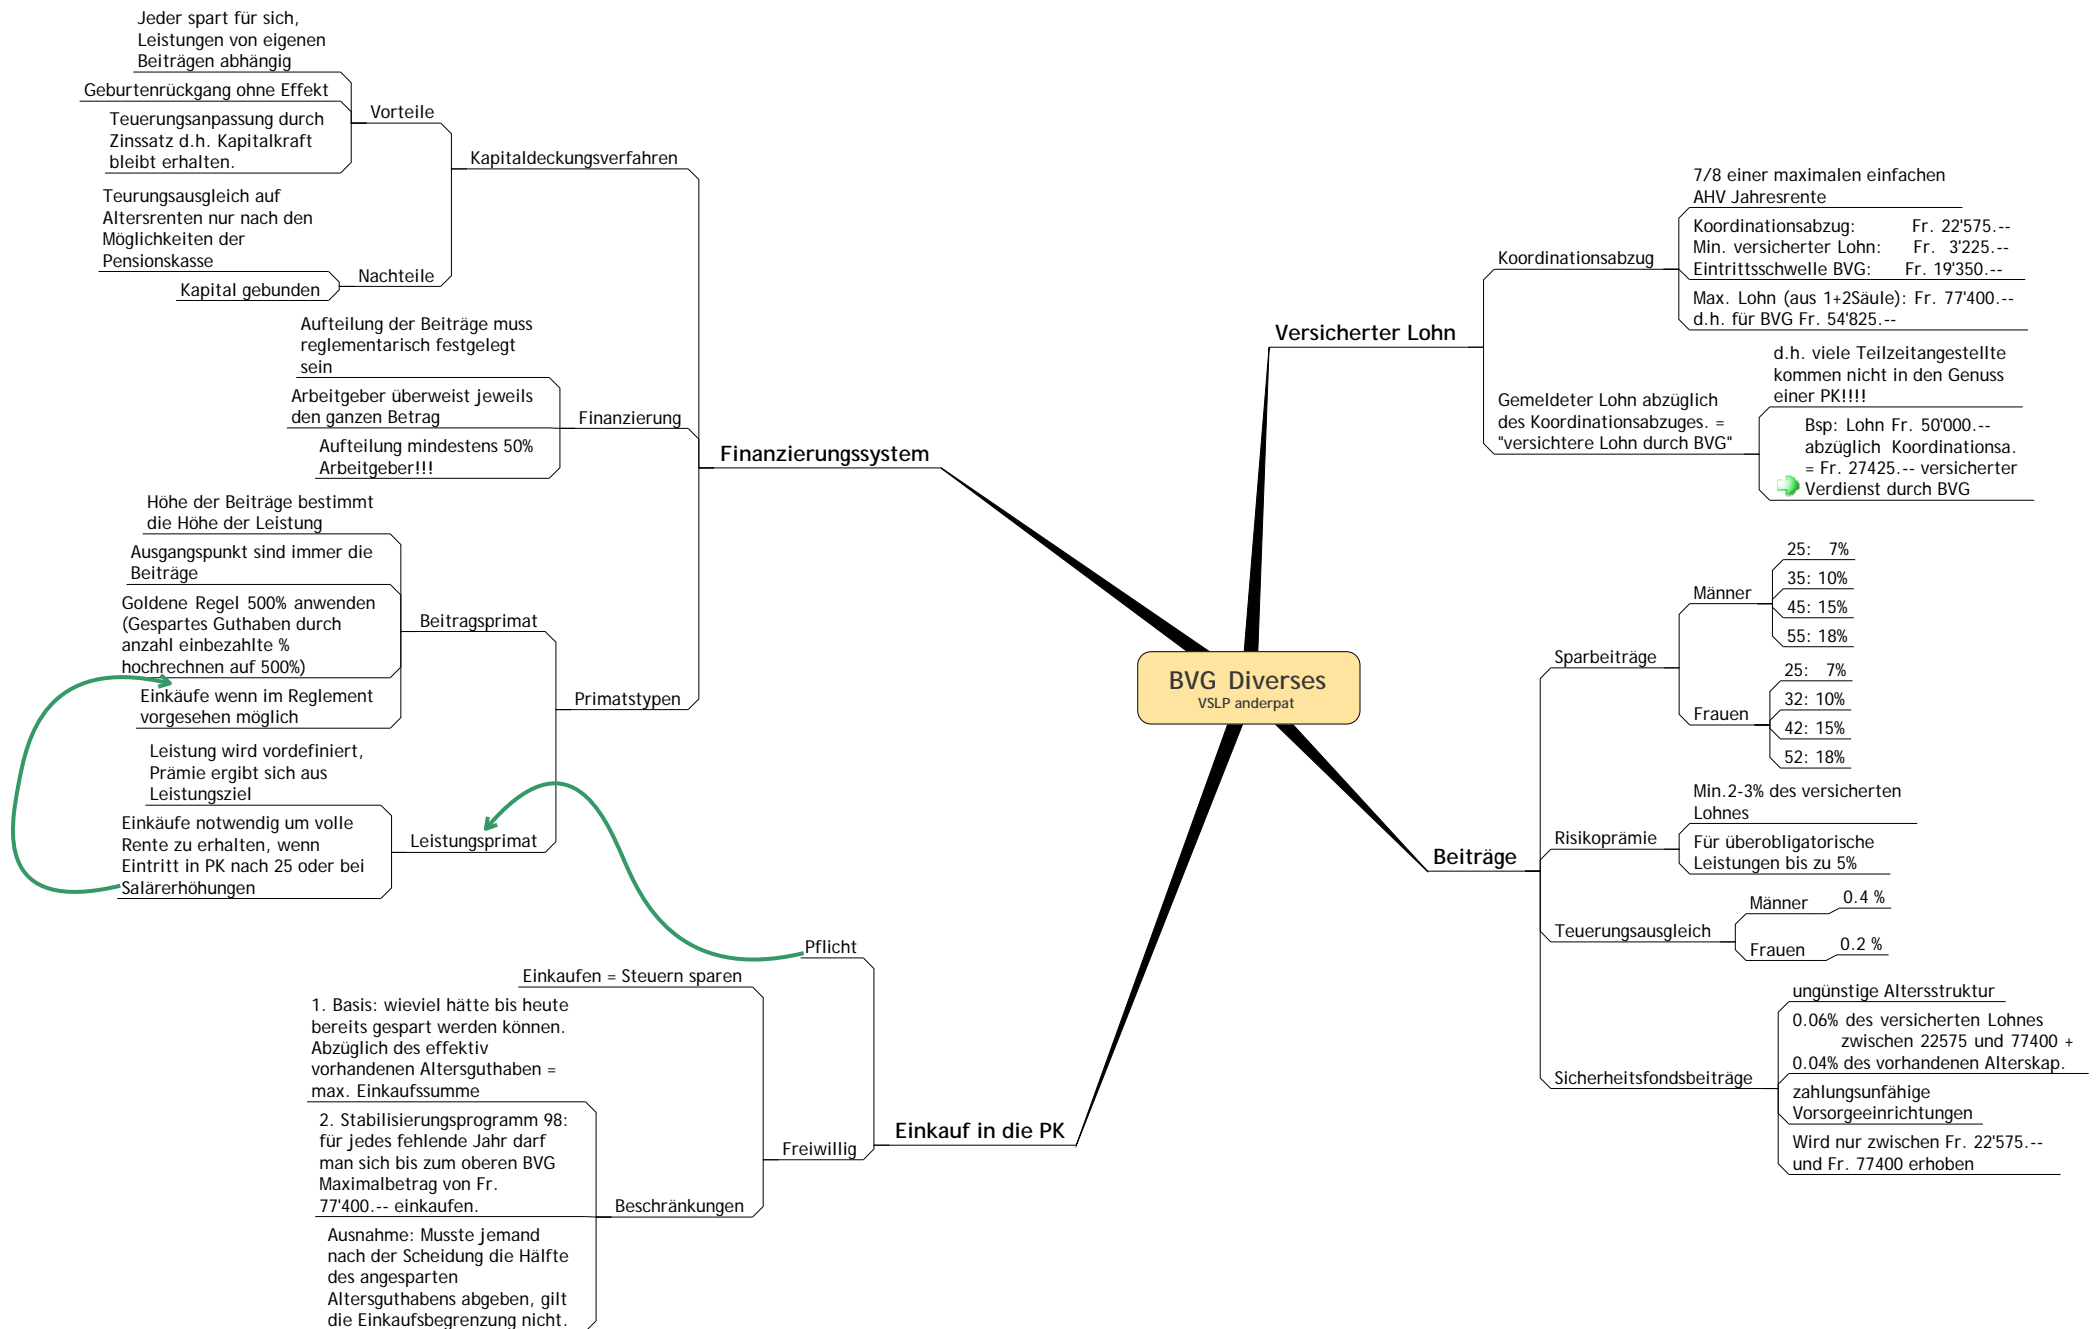 BVG Diverses
VSLP anderpat
Versicherter Lohn
Koordinationsabzug
7/8 einer maximalen einfachen
AHV Jahresrente
Koordinationsabzug: Fr. 22'575.--
Min. versicherter Lohn: Fr. 3'225.--
Eintrittsschwelle BVG: Fr. 19'350.--
Max. Lohn (aus 1+2Säule): Fr. 77'400.--
d.h. für BVG Fr. 54'825.--
Gemeldeter Lohn abzüglich
des Koordinationsabzuges. =
"versichtere Lohn durch BVG"
d.h. viele Teilzeitangestellte
kommen nicht in den Genuss
einer PK!!!!
Bsp: Lohn Fr. 50'000.--
abzüglich Koordinationsa.
= Fr. 27425.-- versicherter
Verdienst durch BVG
Beiträge
Sparbeiträge
Männer
25: 7%
35: 10%
45: 15%
55: 18%
Frauen
25: 7%
32: 10%
42: 15%
52: 18%
Risikoprämie
Min.2-3% des versicherten
Lohnes
Für überobligatorische
Leistungen bis zu 5%
Teuerungsausgleich
Männer
0.4 %
Frauen
0.2 %
Sicherheitsfondsbeiträge
ungünstige Altersstruktur
0.06% des versicherten Lohnes
zwischen 22575 und 77400 +
0.04% des vorhandenen Alterskap.
zahlungsunfähige
Vorsorgeeinrichtungen
Wird nur zwischen Fr. 22'575.--
und Fr. 77400 erhoben
Finanzierungssystem
Kapitaldeckungsverfahren
Vorteile
Jeder spart für sich,
Leistungen von eigenen
Beiträgen abhängig
Geburtenrückgang ohne Effekt
Teuerungsanpassung durch
Zinssatz d.h. Kapitalkraft
bleibt erhalten.
Nachteile
Teurungsausgleich auf
Altersrenten nur nach den
Möglichkeiten der
Pensionskasse
Kapital gebunden
Finanzierung
Aufteilung der Beiträge muss
reglementarisch festgelegt
sein
Arbeitgeber überweist jeweils
den ganzen Betrag
Aufteilung mindestens 50%
Arbeitgeber!!!
Primatstypen
Beitragsprimat
Höhe der Beiträge bestimmt
die Höhe der Leistung
Ausgangspunkt sind immer die
Beiträge
Goldene Regel 500% anwenden
(Gespartes Guthaben durch
anzahl einbezahlte %
hochrechnen auf 500%)
Einkäufe wenn im Reglement
vorgesehen möglich
Leistungsprimat
Leistung wird vordefiniert,
Prämie ergibt sich aus
Leistungsziel
Einkäufe notwendig um volle
Rente zu erhalten, wenn
Eintritt in PK nach 25 oder bei
Salärerhöhungen
Einkauf in die PK
Pflicht
Freiwillig
Einkaufen = Steuern sparen
Beschränkungen
1. Basis: wieviel hätte bis heute
bereits gespart werden können.
Abzüglich des effektiv
vorhandenen Altersguthaben =
max. Einkaufssumme
2. Stabilisierungsprogramm 98:
für jedes fehlende Jahr darf
man sich bis zum oberen BVG
Maximalbetrag von Fr.
77'400.-- einkaufen.
Ausnahme: Musste jemand
nach der Scheidung die Hälfte
des angesparten
Altersguthabens abgeben, gilt
die Einkaufsbegrenzung nicht.